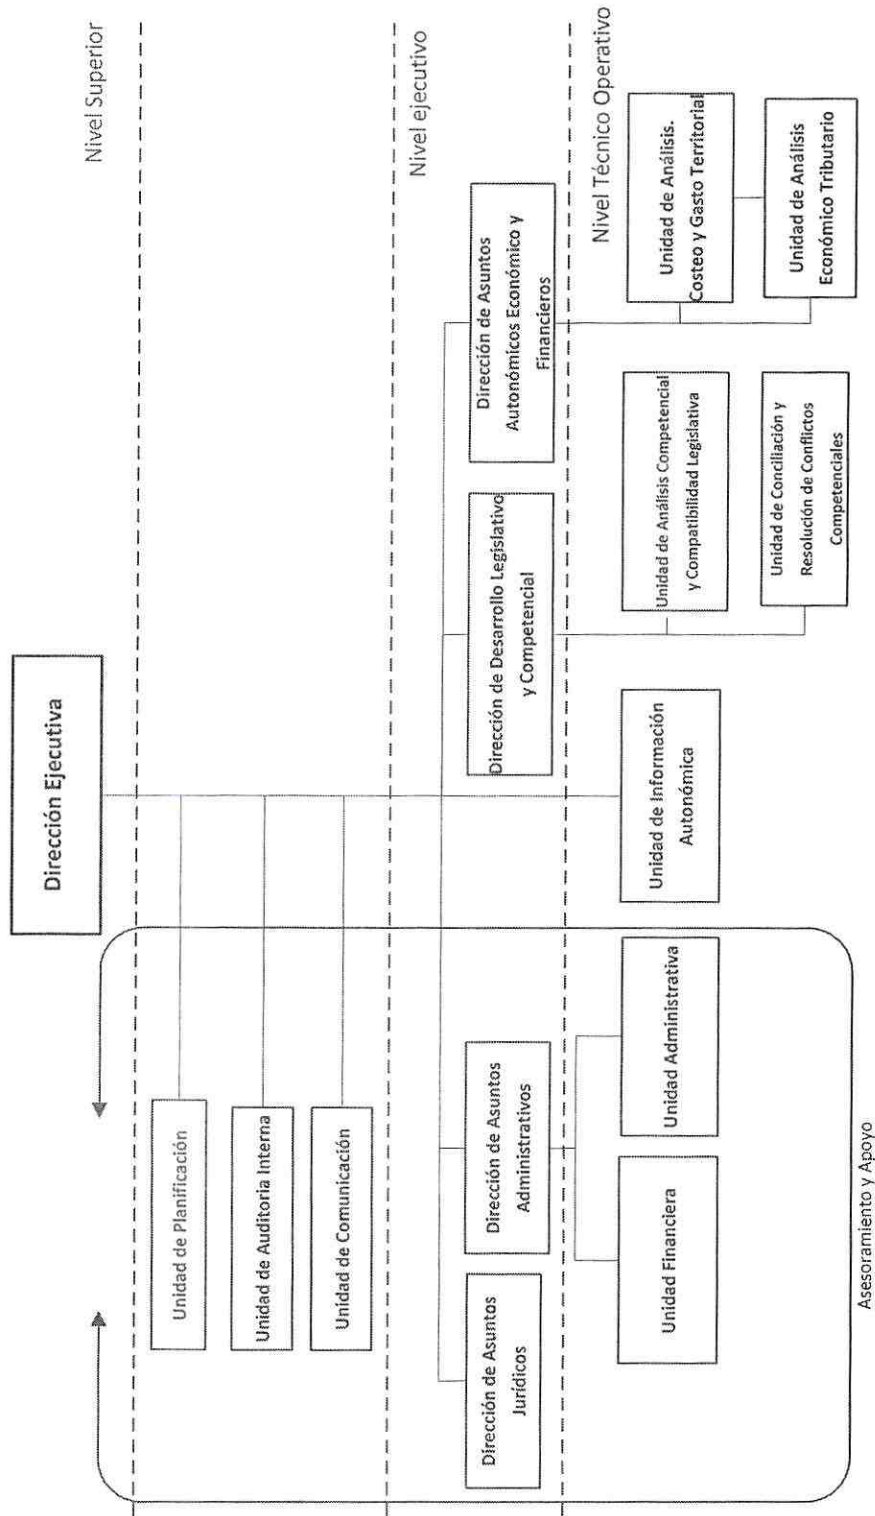 Dirección Ejecutiva
Nivel Superior
Unidad de Planificación
Unidad de Auditoria Interna
Unidad de Comunicación
Nivel ejecutivo
Dirección de Asuntos
Jurídicos
Dirección de Asuntos
Administrativos
Dirección de Desarrollo Legislativo
y Competencial
Dirección de Asuntos
Autonómicos Económico y
Financieros
Nivel Técnico Operativo
Unidad Financiera
Unidad Administrativa
Unidad de Información
Autonómica
Unidad de Análisis Competencial
y Compatibilidad Legislativa
Unidad de Análisis.
Costeo y Gasto Territorial
Unidad de Conciliación y
Resolución de Conflictos
Competenciales
Unidad de Análisis
Económico Tributario
Asesoramiento y Apoyo